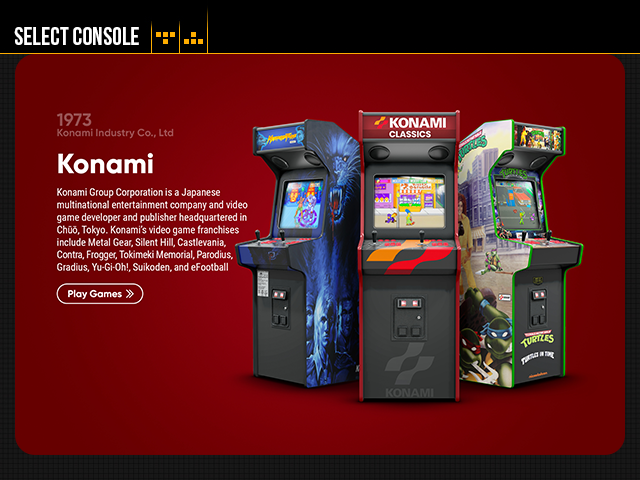 SELECT CONSOLE
1973
Konami Industry Co., Ltd
Konami
Konami Group Corporation is a Japanese
multinational entertainment company and video
game developer and publisher headquartered in
Chūō, Tokyo. Konami's video game franchises
include Metal Gear, Silent Hill, Castlevania,
Contra, Frogger, Tokimeki Memorial, Parodius,
Gradius, Yu-Gi-Oh!, Suikoden, and eFootball
Play Games
KONAMI
CLASSICS
KONAMI
TURTLES
TURTLES
TURTLES
TURTLES IN TIME